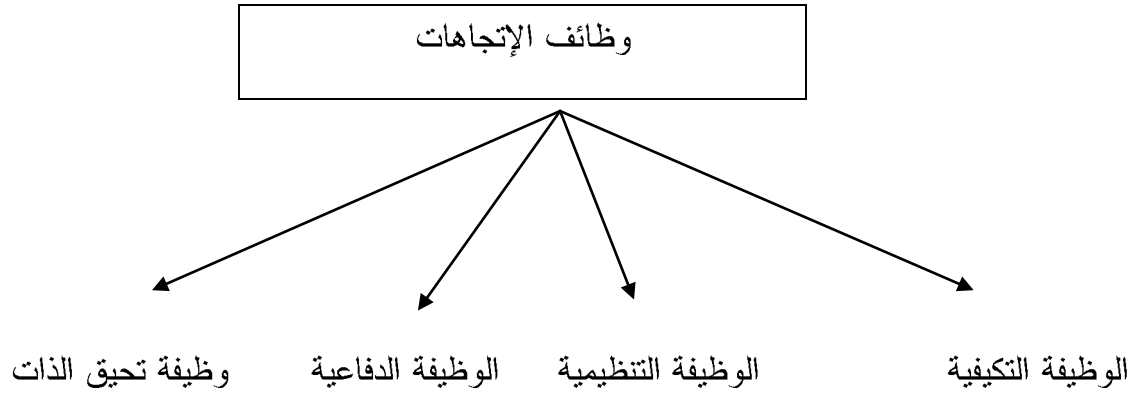 وظائف الإتجاهات
الوظيفة التكيفية
الوظيفة التنظيمية
الوظيفة الدفاعية
وظيفة تحيق الذات